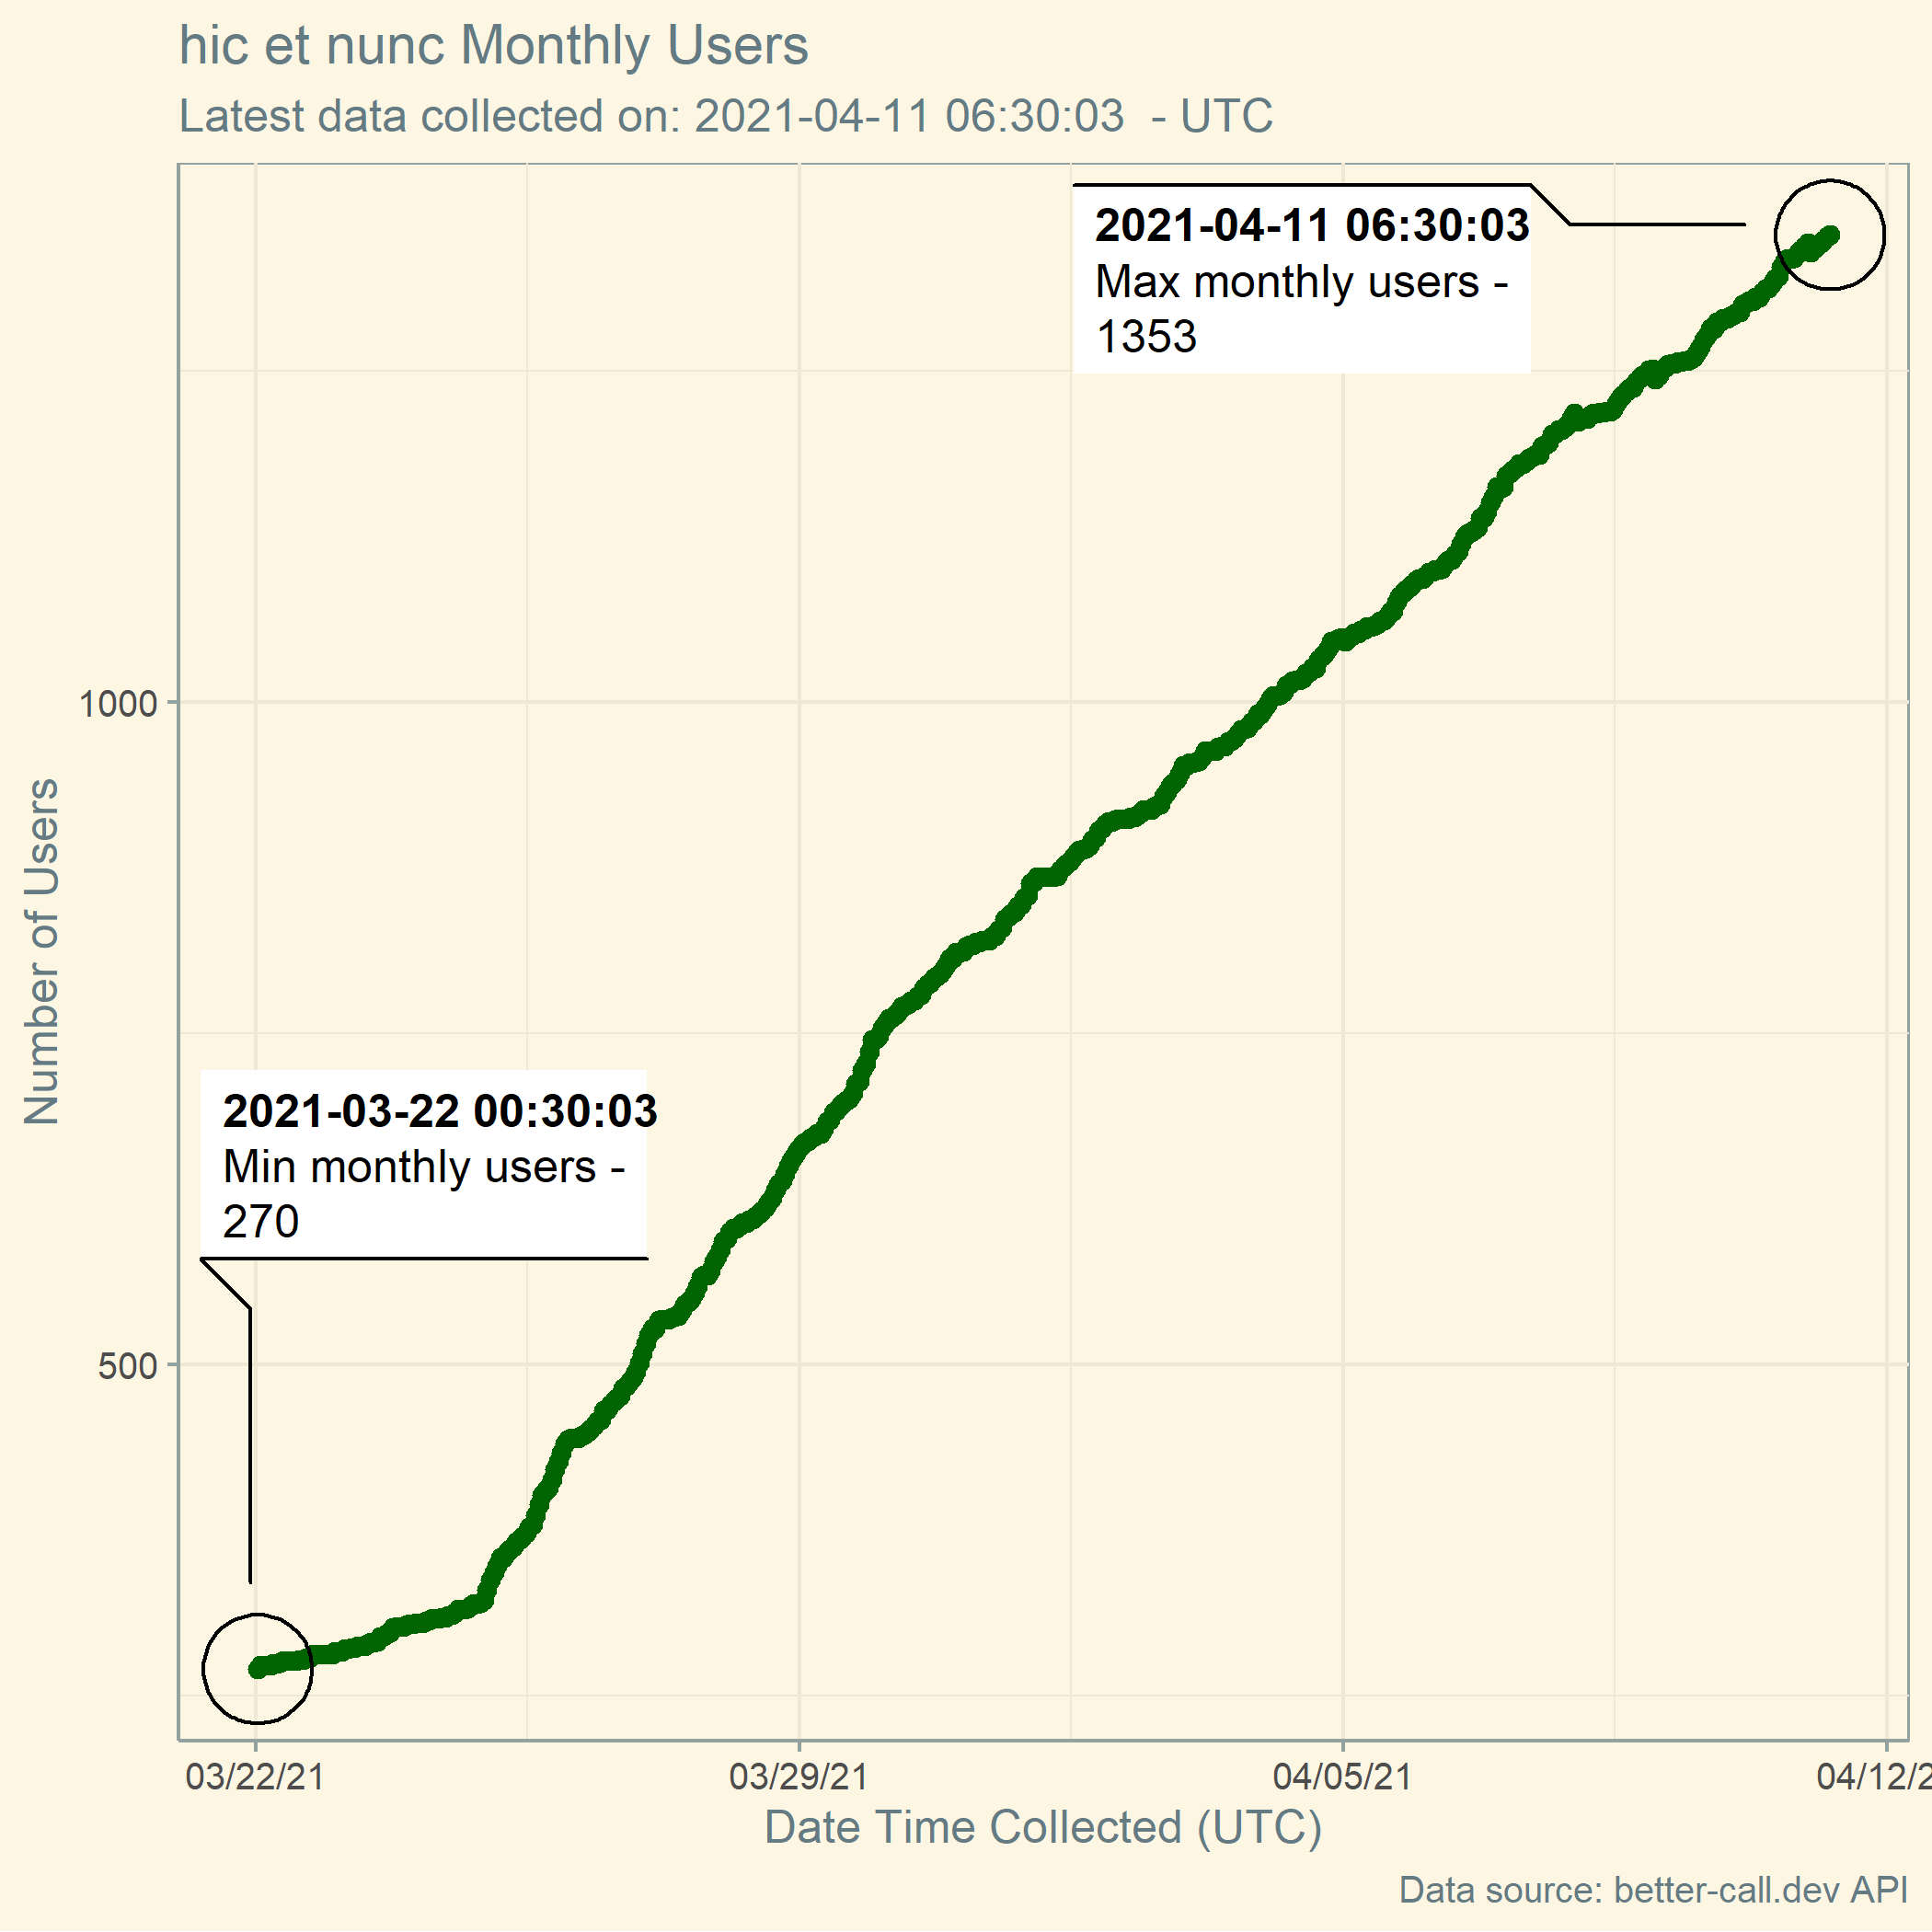 hic et nunc Monthly Users
Latest data collected on: 2021-04-11 06:30:03  - UTC
2021-04-11 06:30:03
Max monthly users -
1353
1000
Number of Users
2021-03-22 00:30:03
Min monthly users -
270
500
03/22/21
03/29/21
04/05/21
04/12/2
Date Time Collected (UTC)
Data source: better-call.dev API